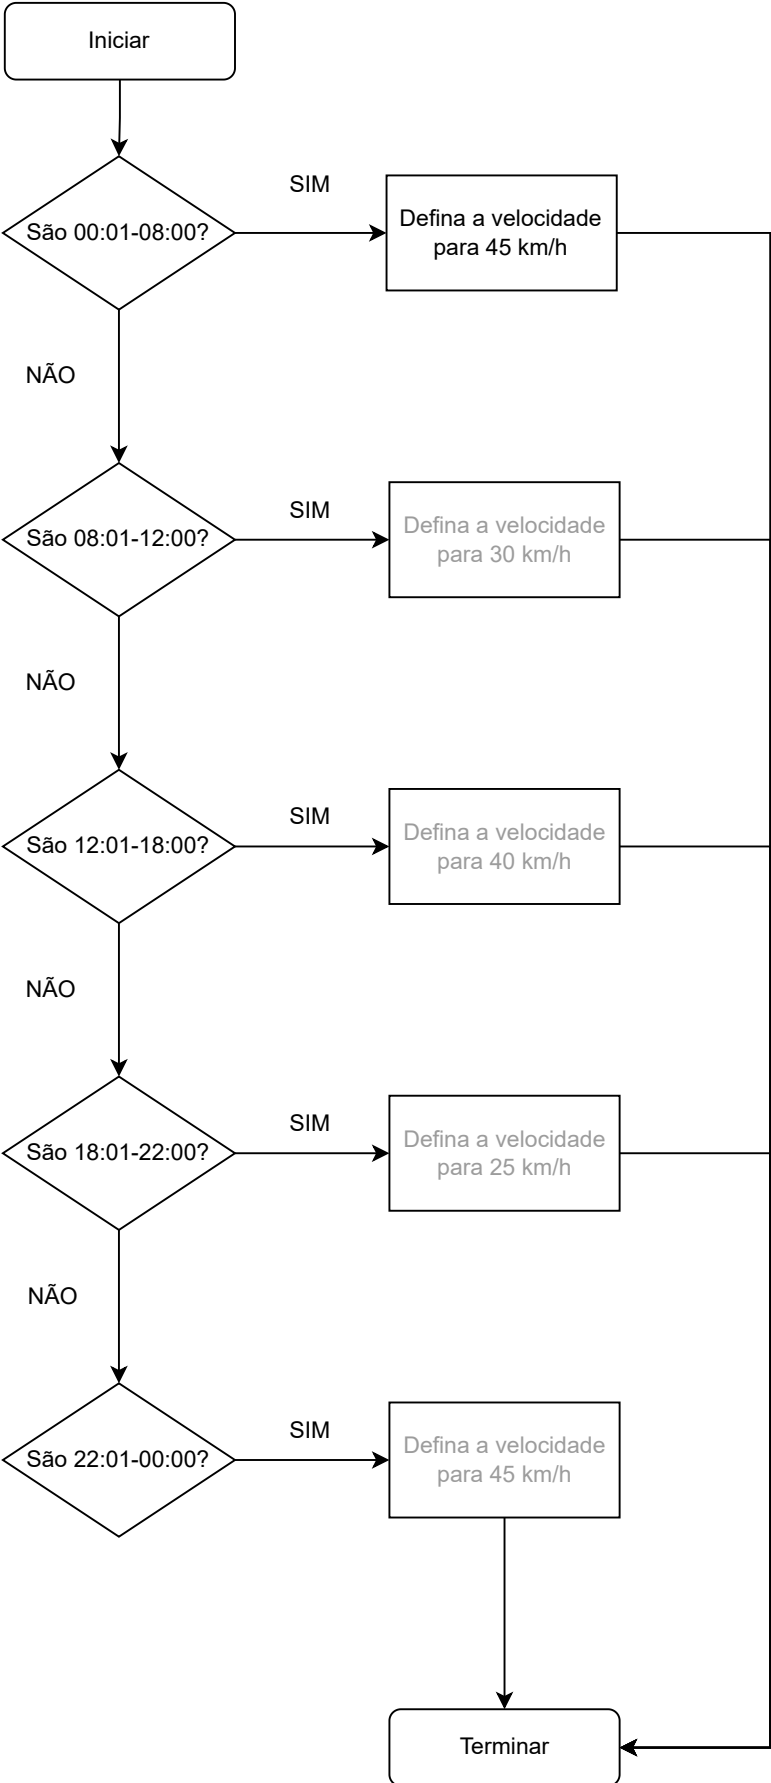 Iniciar
São 00:01-08:00?
SIM
Defina a velocidade
para 45 km/h
NÃO
São 08:01-12:00?
SIM
Defina a velocidade
para 30 km/h
NÃO
São 12:01-18:00?
SIM
Defina a velocidade
para 40 km/h
NÃO
São 18:01-22:00?
SIM
Defina a velocidade
para 25 km/h
NÃO
São 22:01-00:00?
SIM
Defina a velocidade
para 45 km/h
Terminar